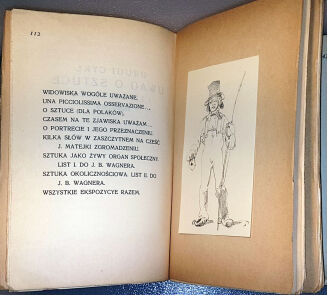 112
WIDOWISKA WOGÓLE UWAŻANE.
UNA PICCIOLISSIMA OSSERVAZIONE...
O SZTUCE (DLA POLAKÓW).
CZASEM NA TE ZJAWISKA UWAŻAM...
O PORTRECIE I JEGO PRZEZNACZENIU.
KILKA SŁÓW W ZASZCZYTNEM NA CZEŚĆ
J. MATEJKI ZGROMADZENIU.
SZTUKA JAKO ŻYWY ORGAN SPOŁECZNY.
LIST I. DO J. B. WAGNERA.
SZTUKA OKOLICZNOŚCIOWA. LIST II. DO
J. B. WAGNERA.
WSZYSTKIE EKSPOZYCYE RAZEM.